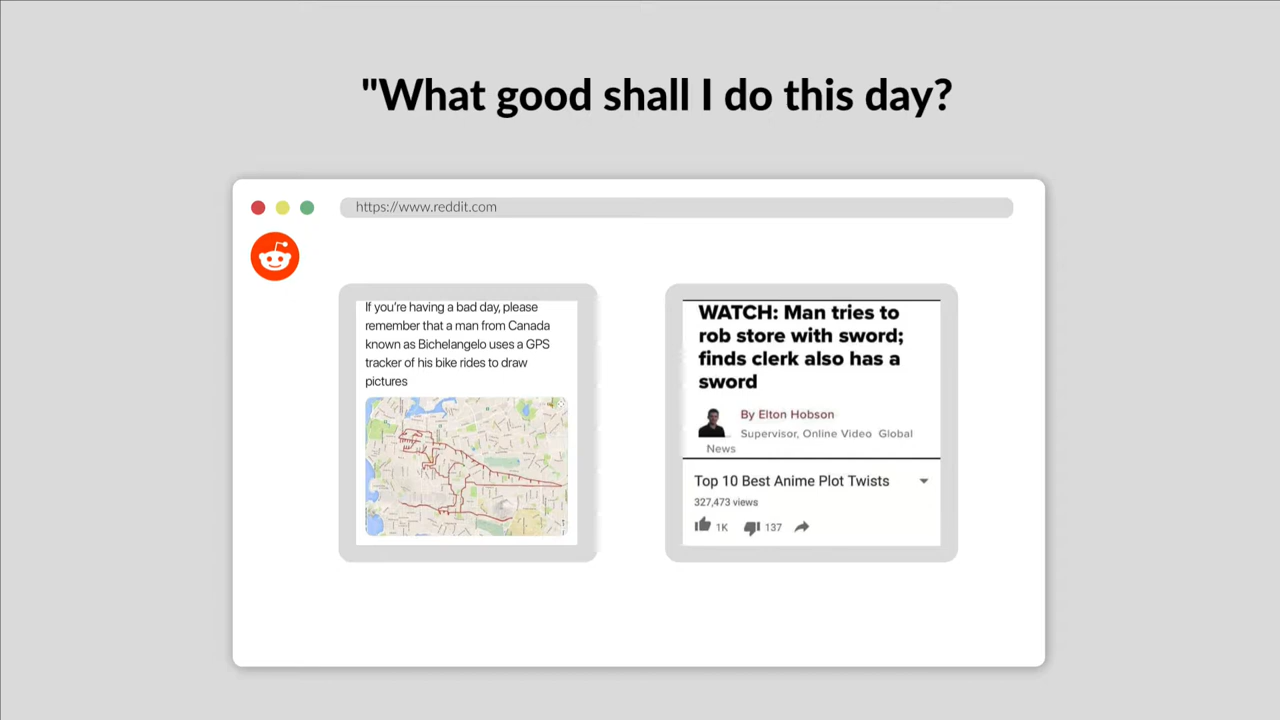 "What good shall I do this day?
https://www.reddit.com
If you're having a bad day, please
remember that a man from Canada
known as Bichelangelo uses a GPS
tracker of his bike rides to draw
pictures
WATCH: Man tries to
rob store with sword;
finds clerk also has a
sword
By Elton Hobson
Supervisor, Online Video Global
News
Top 10 Best Anime Plot Twists
327,473 views
1K 137